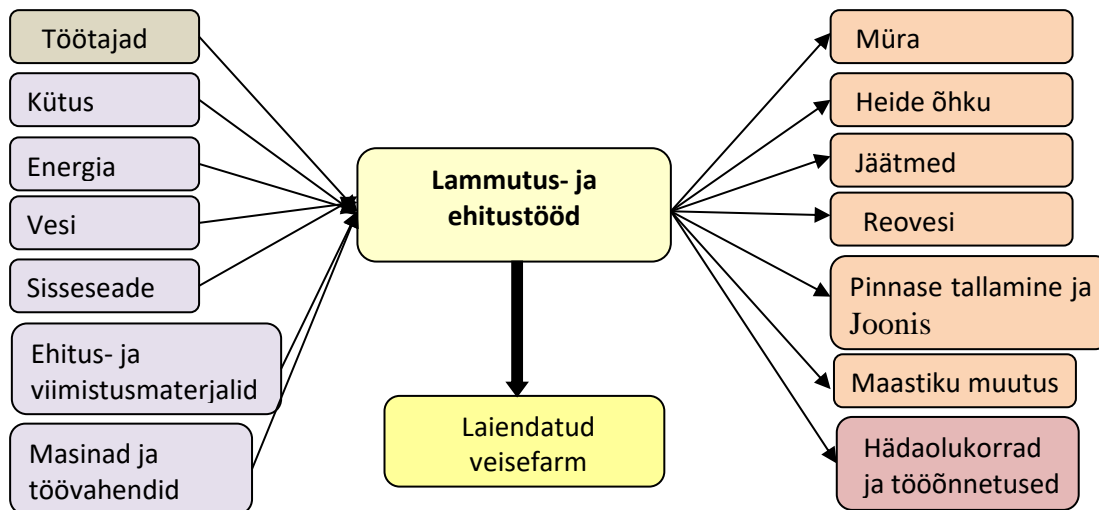 Töötajad
Kütus
Energia
Vesi
Sisseseade
Ehitus- ja
viimistusmaterjalid
Masinad ja
töövahendid
Lammutus- ja
ehitustööd
Laiendatud
veisefarm
Müra
Heide õhku
Jäätmed
Reovesi
Pinnase tallamine ja
Joonis
Maastiku muutus
Hädaolukorrad
ja tööõnnetused